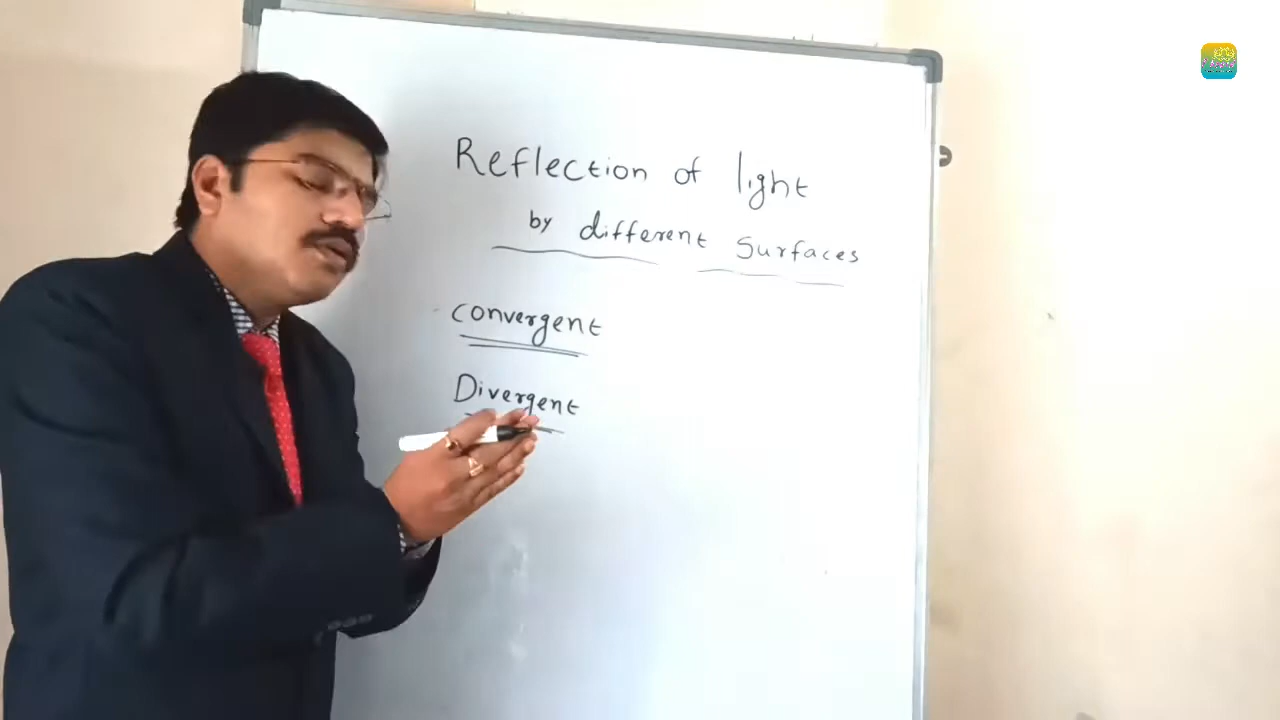 Reflection of light
by different Surfaces
convergent
Divergent